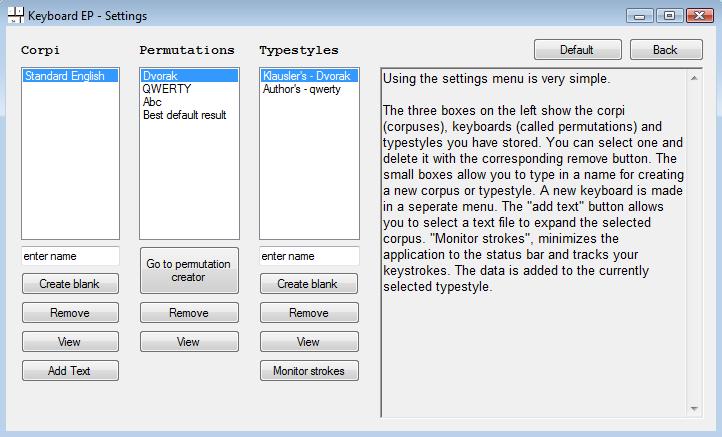 Keyboard EP - Settings
Corpi
Permutations
Typestyles
Default
Back
Standard English
Dvorak
QWERTY
Abc
Best default result
Klausler's - Dvorak
Author's - qwerty
Using the settings menu is very simple.
The three boxes on the left show the corpi
(corpuses), keyboards (called permutations) and
typestyles you have stored. You can select one and
delete it with the corresponding remove button. The
small boxes allow you to type in a name for creating
a new corpus or typestyle. A new keyboard is made
in a seperate menu. The "add text" button allows
you to select a text file to expand the selected
corpus. "Monitor strokes", minimizes the
application to the status bar and tracks your
keystrokes. The data is added to the currently
selected typestyle.
enter name
Go to permutation
creator
enter name
Create blank
Create blank
Remove
Remove
Remove
View
View
View
Add Text
Monitor strokes